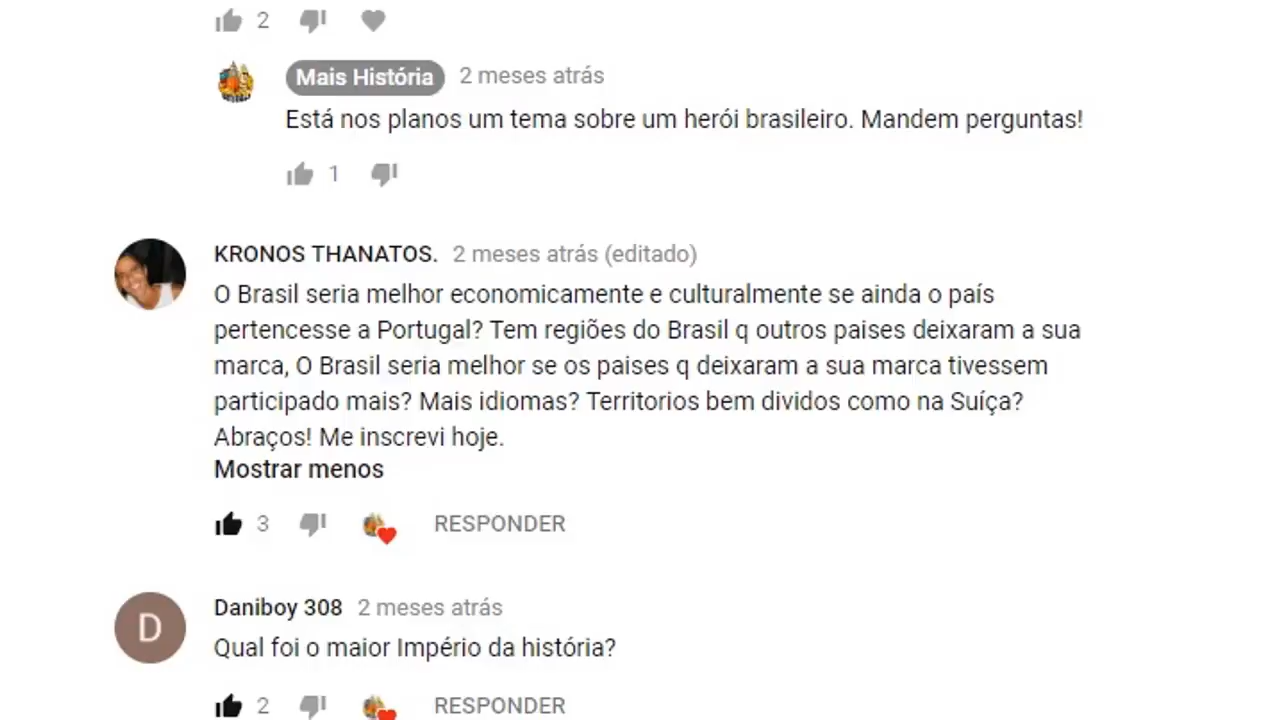 2
Mais História 2 meses atrás
Está nos planos um tema sobre um herói brasileiro. Mandem perguntas!
1
KRONOS THANATOS. 2 meses atrás (editado)
O Brasil seria melhor economicamente e culturalmente se ainda o país
pertencesse a Portugal? Tem regiões do Brasil q outros paises deixaram a sua
marca, O Brasil seria melhor se os paises q deixaram a sua marca tivessem
participado mais? Mais idiomas? Territorios bem dividos como na Suíça?
Abraços! Me inscrevi hoje.
Mostrar menos
3 RESPONDER
D
Daniboy 308 2 meses atrás
Qual foi o maior Império da história?
2 RESPONDER